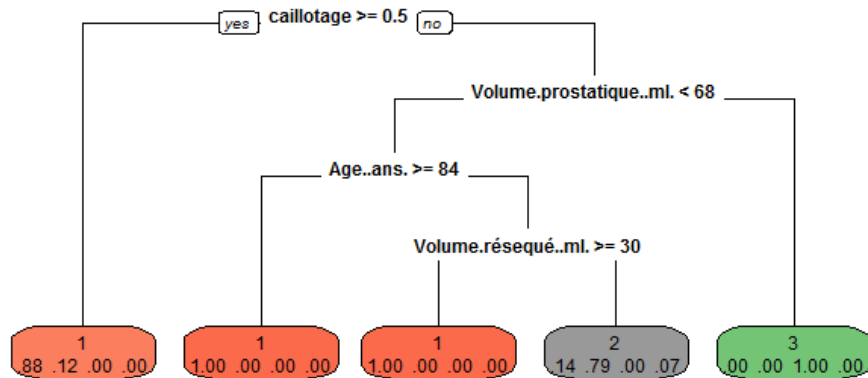 yes caillotage >= 0.5 no
Volume.prostatique..ml. < 68
Age..ans. >= 84
Volume.résequé..ml. >= 30
1 1 1 2 3
.88 .12 .00 .00 1.00 .00 .00 .00 1.00 .00 .00 .00 14 .79 .00 .07 00 .00 1.00 .00